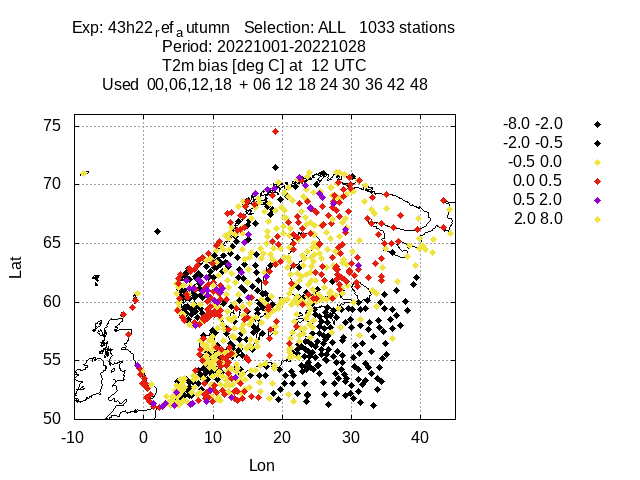 Exp: 43h22ref autumn Selection: ALL 1033 stations
Period: 20221001-20221028
T2m bias [deg C] at 12 UTC
Used 00,06,12,18 + 06 12 18 24 30 36 42 48
-8.0 -2.0
-2.0 -0.5
-0.5 0.0
0.0 0.5
0.5 2.0
2.0 8.0
75
70
65
60
55
50
Lat
-10 0 10 20 30 40
Lon